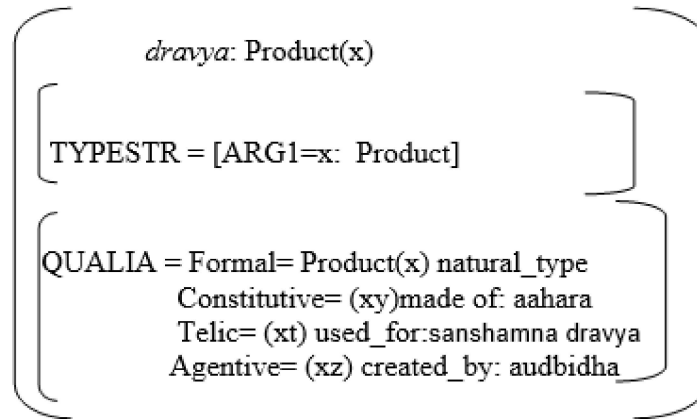 dravya: Product(x)
TYPESTR = [ARG1=x: Product]
QUALIA = Formal= Product(x) natural_type
Constitutive= (xy)made of: aahara
Telic= (xt) used_for:sanshamna dravya
Agentive= (xz) created_by: audbidha